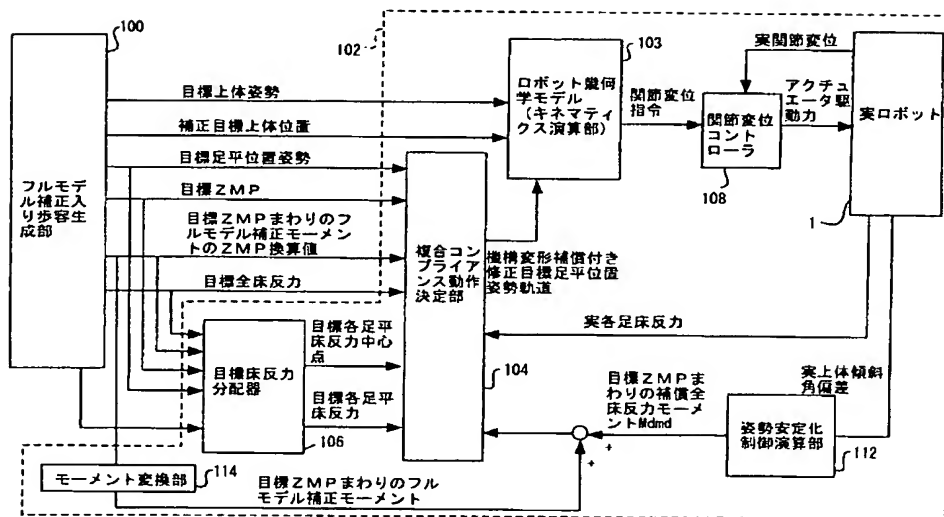 100
102
103
実関節変位
目標上体姿勢
補正目標上体位置
目標足平位置姿勢
目標ZMP
目標ZMPまわりのフ
ルモデル補正モーメン
トのZMP換算値
目標全床反力
フルモデ
ル補正入
り歩容生
成部
ロボット幾何
学モデル
(キネマティ
クス演算部)
関節変位
指令
関節変位
コント
ローラ
108
アクチュ
エータ駆
動力
実ロボット
1
複合コン
プライア
ンス動作
決定部
104
機構変形補償付き
修正目標足平位置
姿勢軌道
実各足床反力
目標床反力
分配器
106
目標各足平
床反力中心
点
目標各足平
床反力
目標ZMPま
わりの補償全
床反力モーメ
ントMdmd
実上体傾斜
角偏差
姿勢安定化
制御演算部
112
+
+
モーメント変換部
114
目標ZMPまわりのフル
モデル補正モーメント